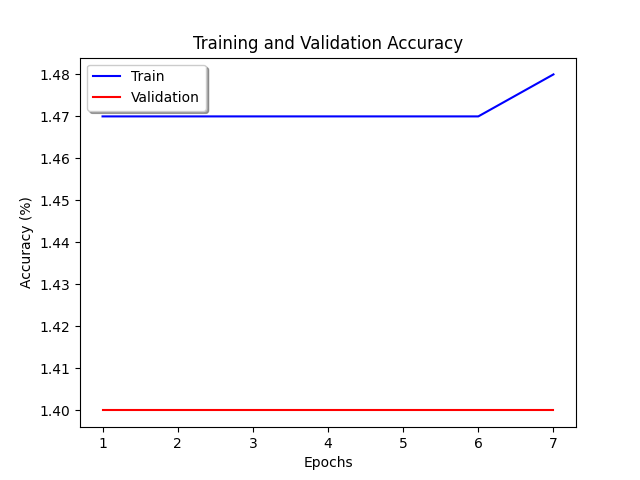 Training and Validation Accuracy
Train
Validation
Accuracy (%)
1.48
1.47
1.46
1.45
1.44
1.43
1.42
1.41
1.40
1 2 3 4 5 6 7
Epochs